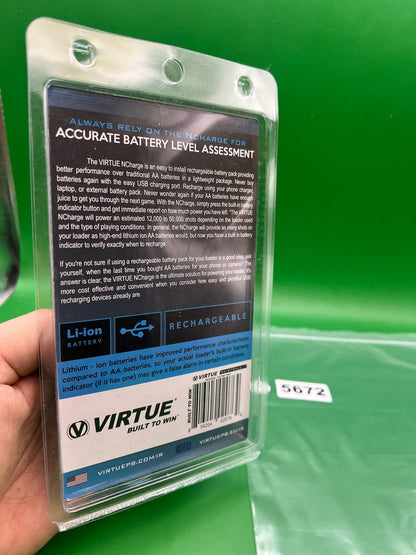 ALWAYS RELY ON THE NCHARGE FOR
ACCURATE BATTERY LEVEL ASSESSMENT
The VIRTUE NCharge is an easy to install rechargeable battery pack providing
better performance over traditional AA batteries in a lightweight package. Never buy
batteries again with the easy USB charging port. Recharge using your phone charger,
laptop, or external battery pack. Never wonder again if your AA batteries have enough
juice to get you through the next game. With the NCharge, simply press the built-in battery
indicator button and get immediate report on how much power you have left. *The VIRTUE
NCharge will power an estimated 12,000 to 50,000 shots depending on the loader used
and the type of playing conditions. In general, the NCharge will provide as many shots on
your loader as high-end lithium ion AA batteries would, but now you have a built in battery
indicator to verify exactly when to recharge.
If you're not sure if using a rechargeable battery pack for your loader is a good idea, ask
yourself, when the last time you bought AA batteries for your phone or camera? The
answer is clear, the VIRTUE NCharge is the ultimate solution for powering your loader. It's
more cost effective and convenient when you consider how easy and plentiful USB
recharging devices already are.
Li-ion
BATTERY
RECHARGEABLE
Lithium - Ion batteries have improved performance characteristics
compared to AA batteries, so your actual loader's built-in battery
indicator (if it has one) may give a false alarm in certain conditions.
VIRTUE
BUILT TO WIN
VIRTUE
BUILT TO WIN
VIRTUEPB.COM/IR
VIRTUEPB.EU/IR
5672